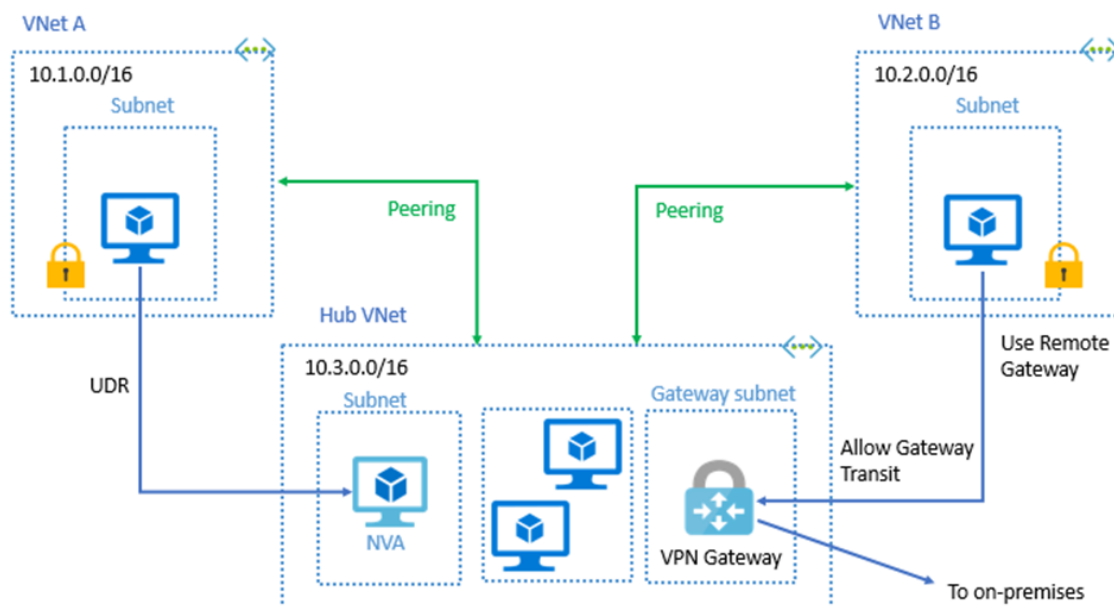 VNet A
VNet B
10.1.0.0/16
10.2.0.0/16
Subnet
Subnet
Peering
Peering
Hub VNet
Use Remote
Gateway
10.3.0.0/16
UDR
Subnet
Gateway subnet
Allow Gateway
Transit
NVA
VPN Gateway
To on-premises